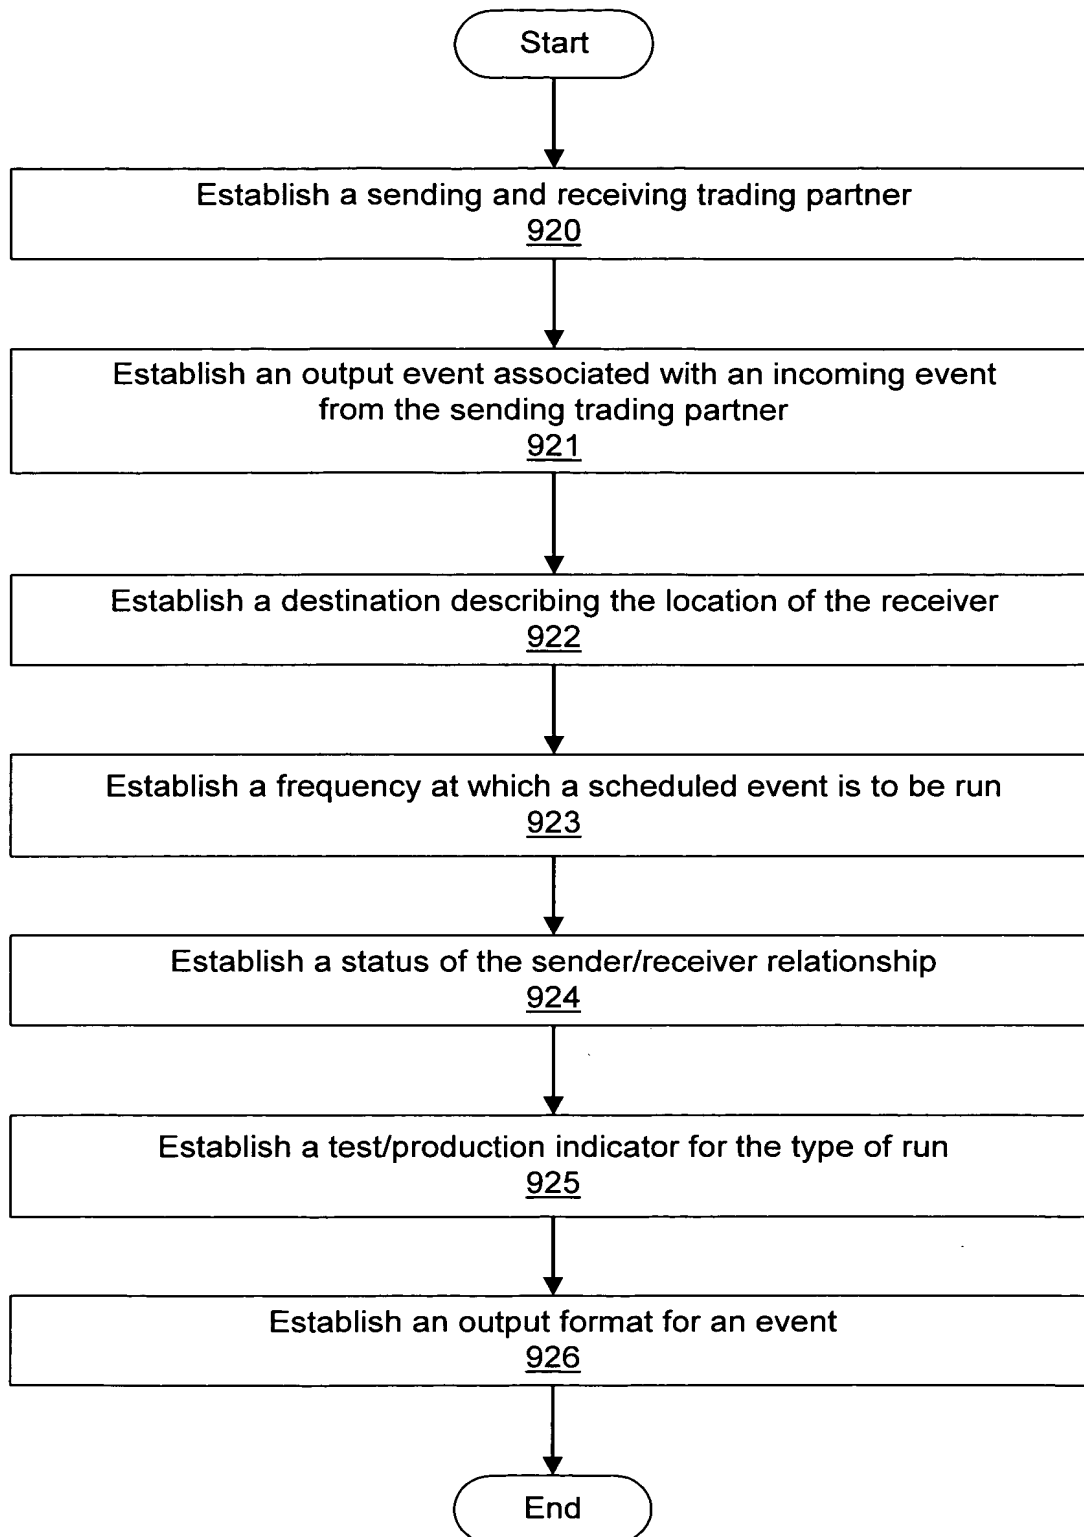 Start
Establish a sending and receiving trading partner
920
Establish an output event associated with an incoming event
from the sending trading partner
921
Establish a destination describing the location of the receiver
922
Establish a frequency at which a scheduled event is to be run
923
Establish a status of the sender/receiver relationship
924
Establish a test/production indicator for the type of run
925
Establish an output format for an event
926
End